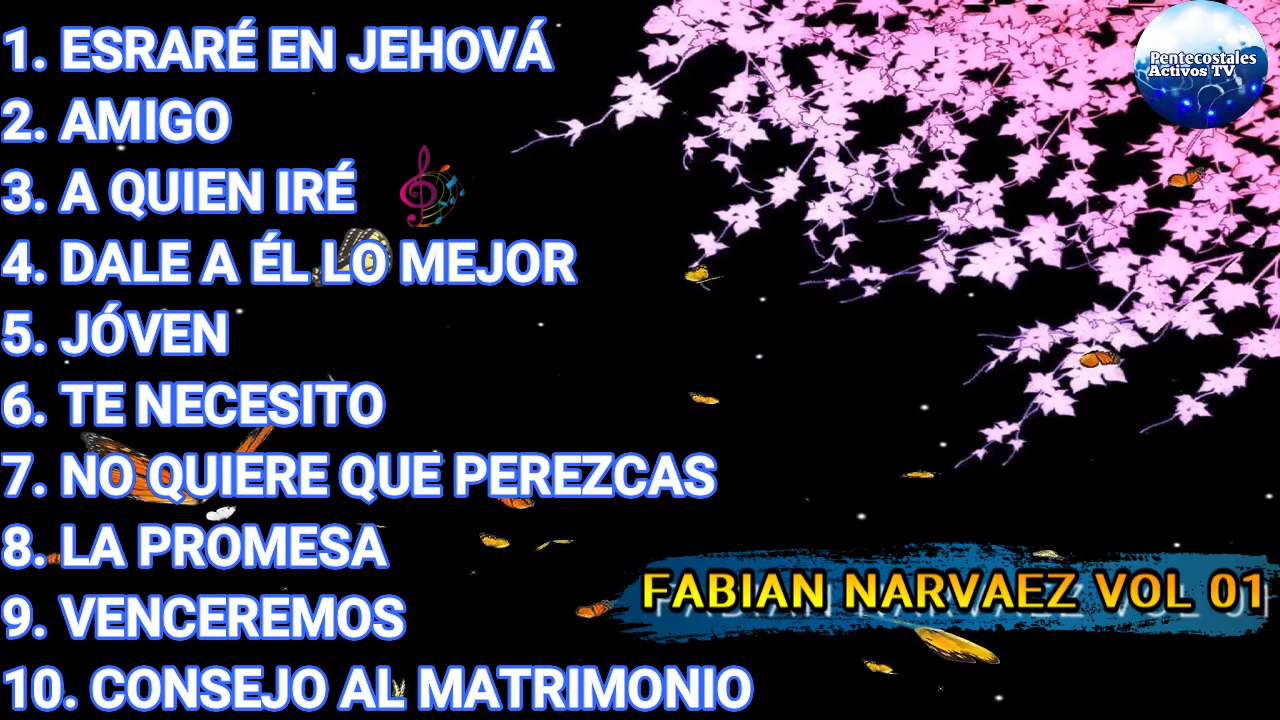 1. ESRARÉ EN JEHOVÁ
2. AMIGO
3. A QUIEN IRÉ
4. DALE A ÉL LO MEJOR
5. JÓVEN
6. TE NECESITO
7. NO QUIERE QUE PEREZCAS
8. LA PROMESA
9. VENCEREMOS
10. CONSEJO AL MATRIMONIO
Pentecostales
Activos TV
FABIAN NARVAEZ VOL 01